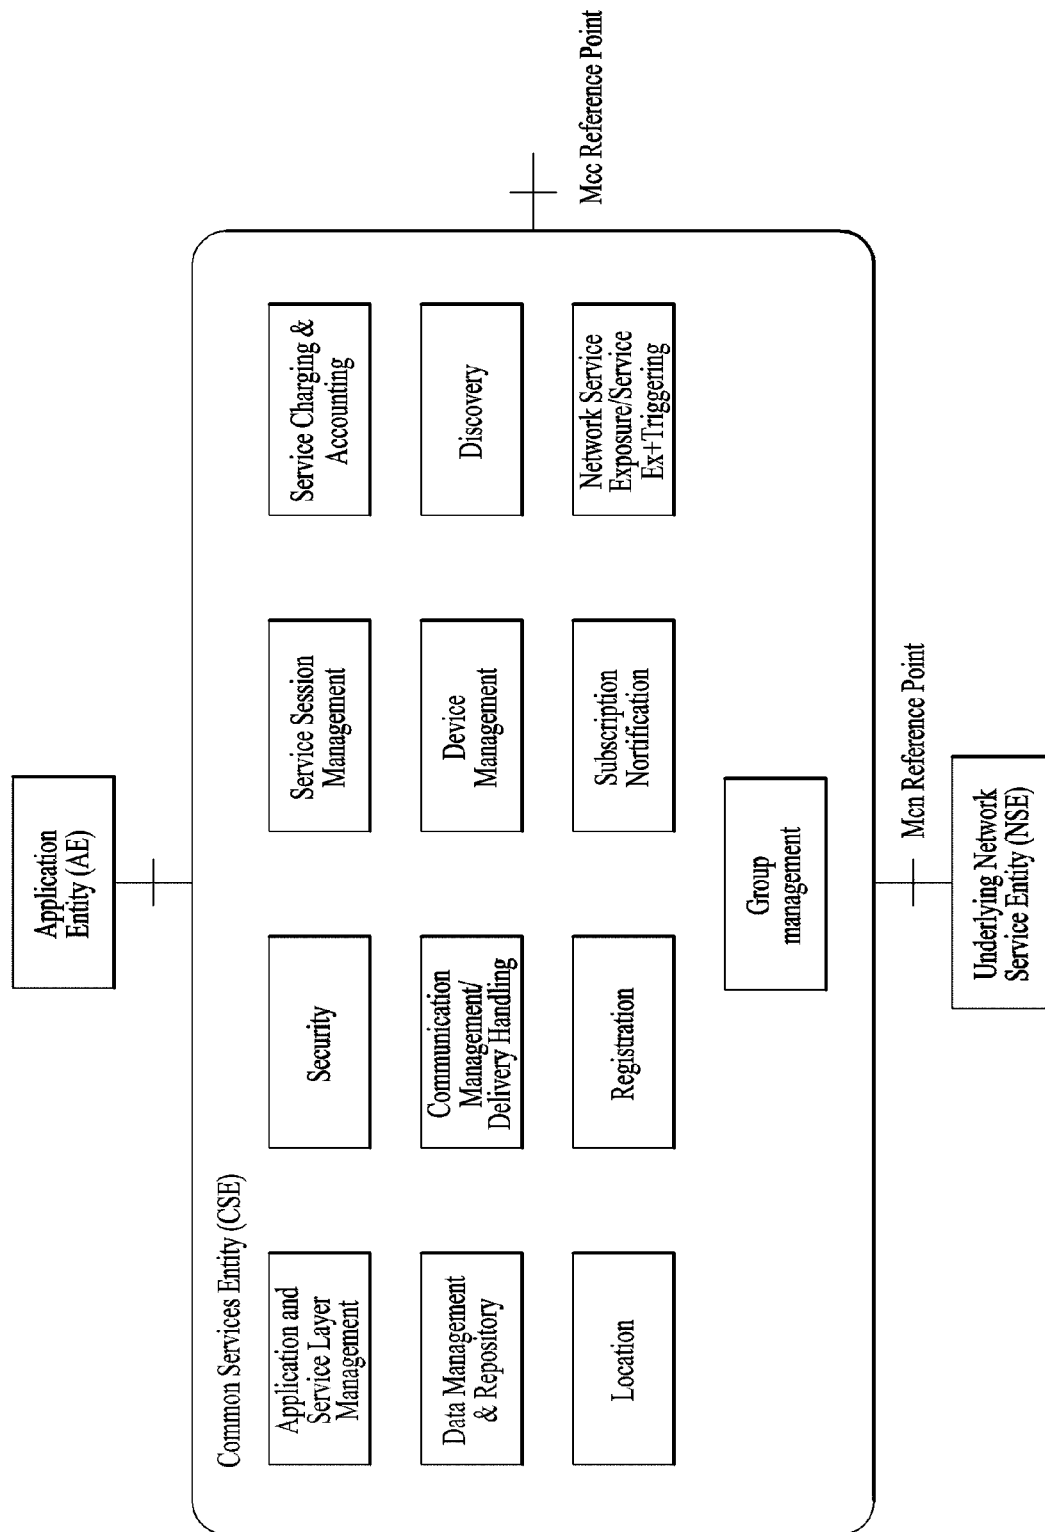 Application
Entity (AE)
Common Services Entity (CSE)
Application and
Service Layer
Management
Security
Service Session
Management
Service Charging &
Accounting
Data Management
& Repository
Communication
Management/
Delivery Handling
Device
Management
Discovery
Location
Registration
Subscription
Nortification
Network Service
Exposure/Service
Ex+Triggering
Group
management
Mcc Reference Point
Mcn Reference Point
Underlying Network
Service Entity (NSE)